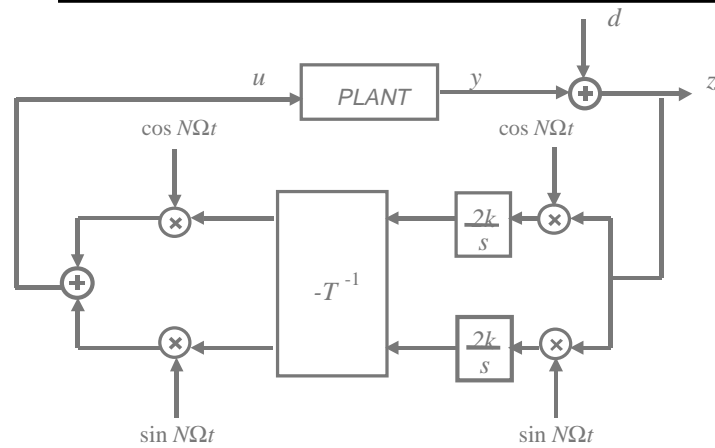 d
u
PLANT
y
z
cos NΩt
cos NΩt
2k
s
-T⁻¹
2k
s
sin NΩt
sin NΩt